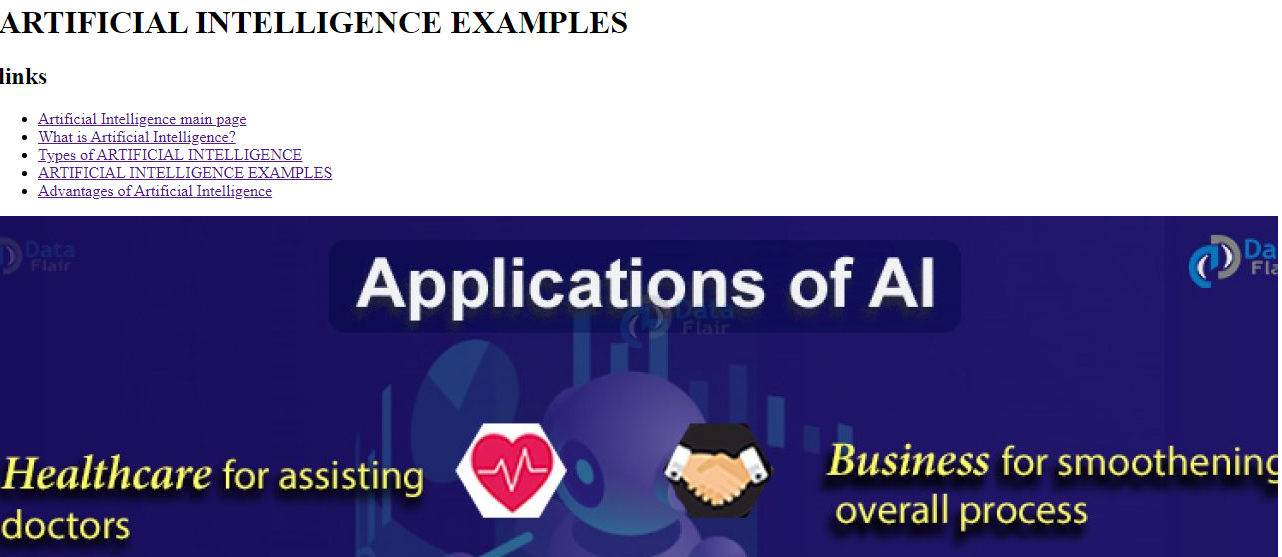 ARTIFICIAL INTELLIGENCE EXAMPLES
links
Artificial Intelligence main page
What is Artificial Intelligence?
Types of ARTIFICIAL INTELLIGENCE
ARTIFICIAL INTELLIGENCE EXAMPLES
Advantages of Artificial Intelligence
Data
Flair
Applications of AI
Da
Fla
Data
Flair
Healthcare for assisting
doctors
Business for smoothening
overall process